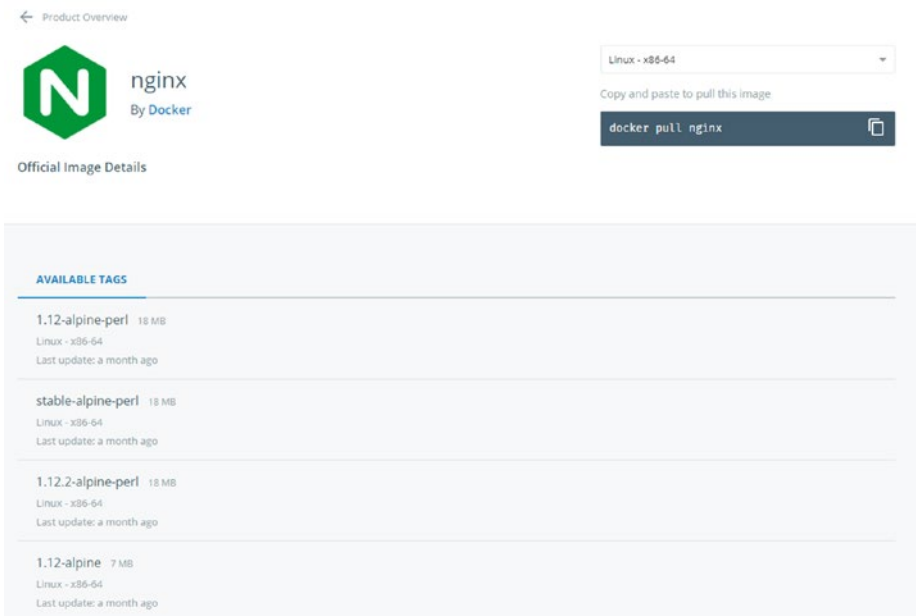 Product Overview
N
nginx
By Docker
Official Image Details
Linux - x86-64
Copy and paste to pull this image
docker pull nginx
AVAILABLE TAGS
1.12-alpine-perl 18 MB
Linux - x86-64
Last update: a month ago
stable-alpine-perl 18 MB
Linux - x86-64
Last update: a month ago
1.12.2-alpine-perl 18 MB
Linux - x86-64
Last update: a month ago
1.12-alpine 7 MB
Linux - x86-64
Last update: a month ago